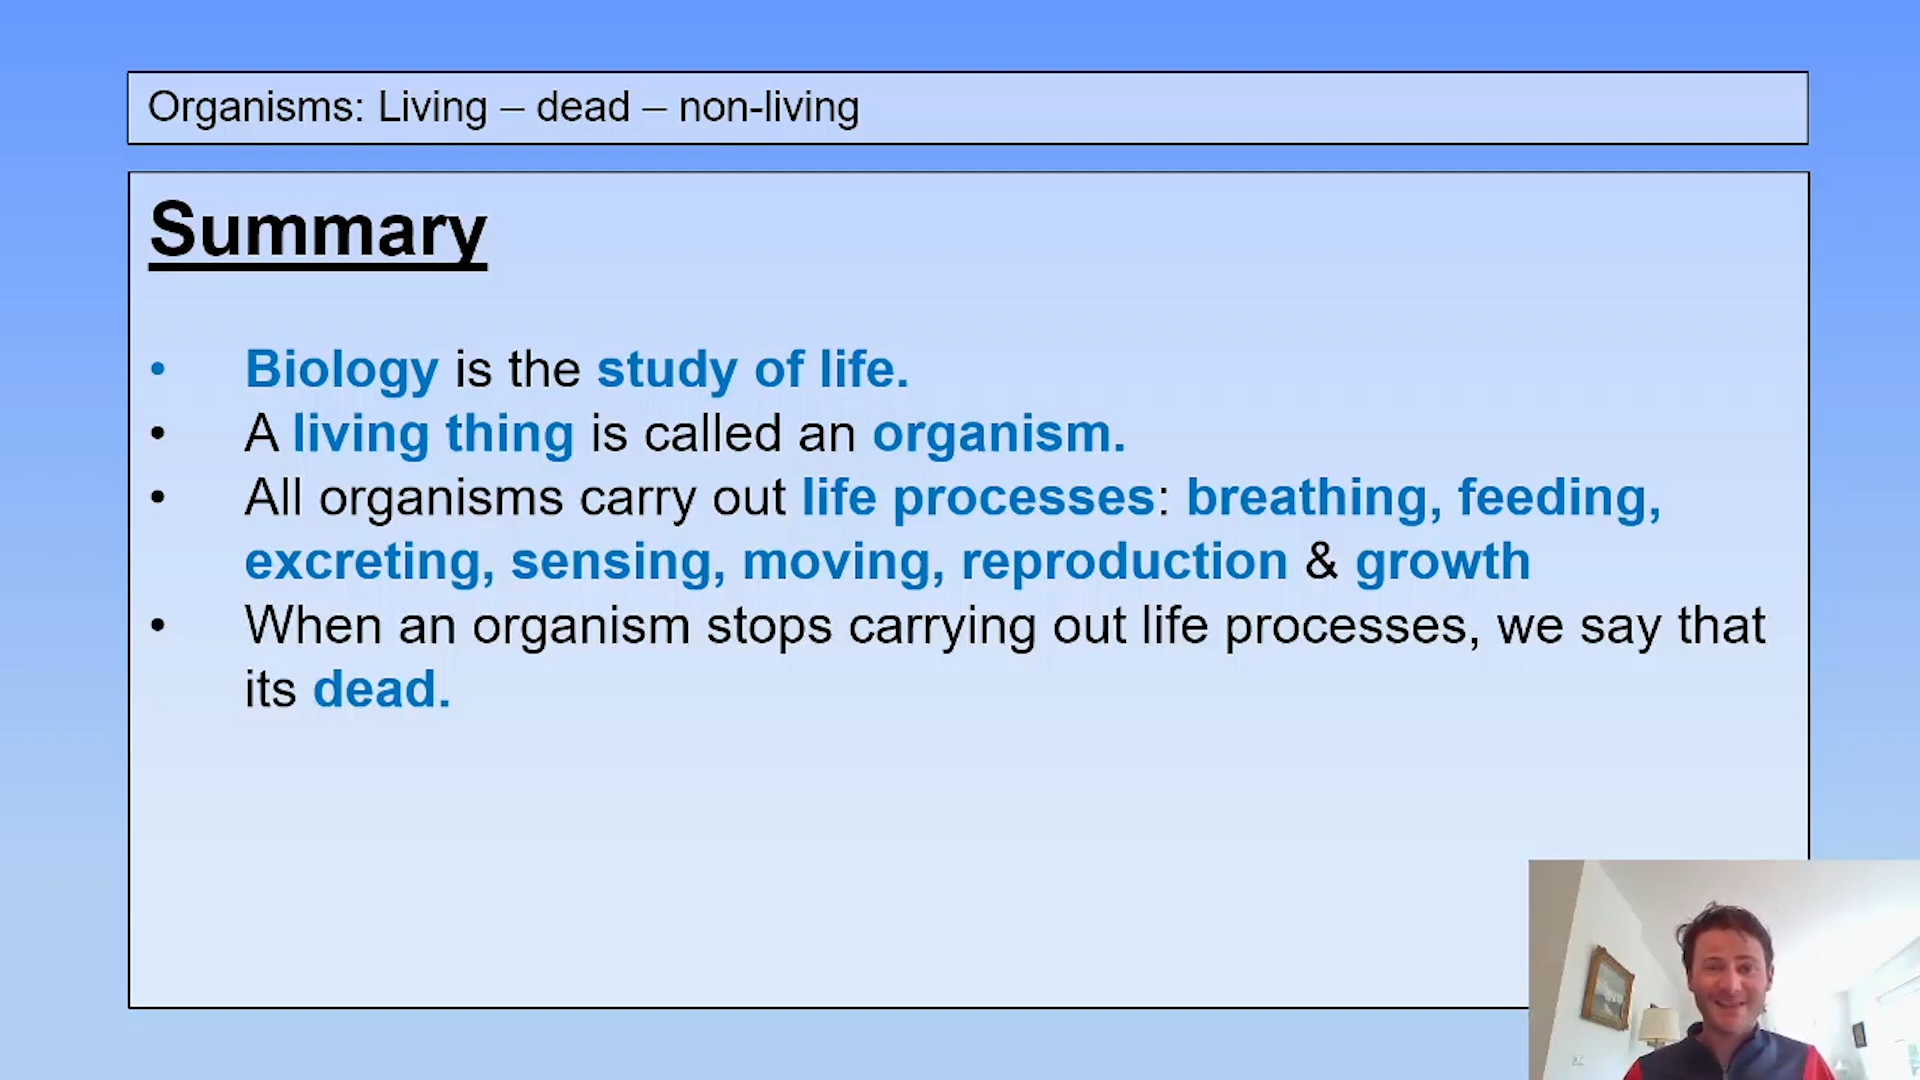 Organisms: Living – dead – non-living
Summary
• Biology is the study of life.
• A living thing is called an organism.
• All organisms carry out life processes: breathing, feeding,
excreting, sensing, moving, reproduction & growth
• When an organism stops carrying out life processes, we say that
its dead.